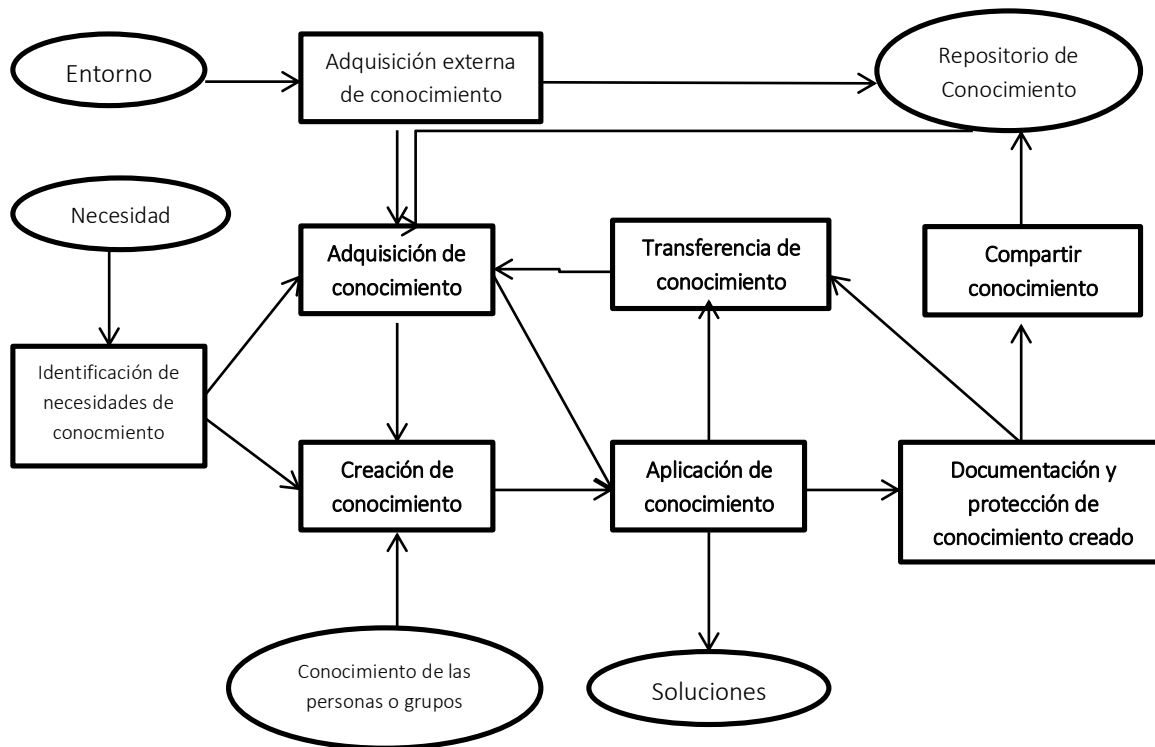 Entorno
Adquisición externa
de conocimiento
Repositorio de
Conocimiento
Necesidad
Adquisición de
conocimiento
Transferencia de
conocimiento
Compartir
conocimiento
Identificación de
necesidades de
conocmiento
Creación de
conocimiento
Aplicación de
conocimiento
Documentación y
protección de
conocimiento creado
Conocimiento de las
personas o grupos
Soluciones